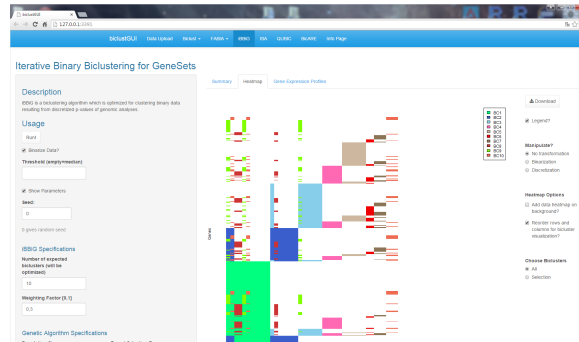 biclustGUI
127.0.0.1
biclustGUI Data Upload Biclust FABIA iBBiG ISA QUBIC BicARE Info Page
Iterative Binary Biclustering for GeneSets
Summary Heatmap Gene Expression Profiles
Description
iBBiG is a biclustering algorithm which is optimized for clustering binary data
resulting from discretized p-values of genomic analyses.
Usage
Run!
Binarize Data?
Threshold (empty=median)
Show Parameters
Seed:
0
0 gives random seed
iBBiG Specifications
Number of expected
biclusters (will be
optimized)
10
Weighting Factor [0,1]
0.3
Genetic Algorithm Specifications
Genes
BC1
BC2
BC3
BC4
BC5
BC6
BC7
BC8
BC9
BC10
Download
Legend?
Manipulate?
No transformation
Binarization
Discretization
Heatmap Options
Add data heatmap on
background?
Reorder rows and
columns for bicluster
visualization?
Choose Biclusters
All
Selection